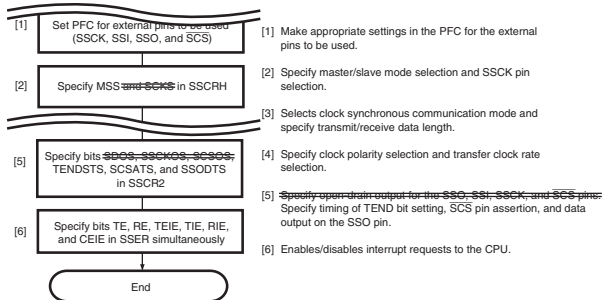 [1]
Set PFC for external pins to be used
(SSCK, SSI, SSO, and SCS)
[2]
Specify MSS and SCKS in SSCRH
[5]
Specify bits SDOS, SSCKOS, SCSOS,
TENDSTS, SCSATS, and SSODTS
in SSCR2
[6]
Specify bits TE, RE, TEIE, TIE, RIE,
and CEIE in SSER simultaneously
End
[1] Make appropriate settings in the PFC for the external
pins to be used.
[2] Specify master/slave mode selection and SSCK pin
selection.
[3] Selects clock synchronous communication mode and
specify transmit/receive data length.
[4] Specify clock polarity selection and transfer clock rate
selection.
[5] Specify open-drain output for the SSO, SSI, SSCK, and SCS pins.
Specify timing of TEND bit setting, SCS pin assertion, and data
output on the SSO pin.
[6] Enables/disables interrupt requests to the CPU.